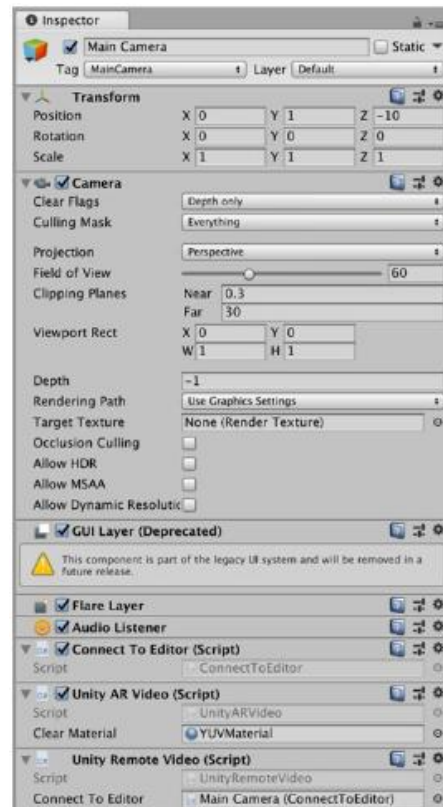 Inspector
Main Camera Static
Tag MainCamera Layer Default
Transform
Position X 0 Y 1 Z -10
Rotation X 0 Y 0 Z 0
Scale X 1 Y 1 Z 1
Camera
Clear Flags Depth only
Culling Mask Everything
Projection Perspective
Field of View 60
Clipping Planes Near 0.3
Far 30
Viewport Rect X 0 Y 0
W 1 H 1
Depth -1
Rendering Path Use Graphics Settings
Target Texture None (Render Texture)
Occlusion Culling
Allow HDR
Allow MSAA
Allow Dynamic Resolutic
GUI Layer (Deprecated)
This component is part of the legacy UI system and will be removed in a
future release.
Flare Layer
Audio Listener
Connect To Editor (Script)
Script ConnectToEditor
Unity AR Video (Script)
Script UnityARVideo
Clear Material YUVMaterial
Unity Remote Video (Script)
Script UnityRemoteVideo
Connect To Editor Main Camera (ConnectToEditor)